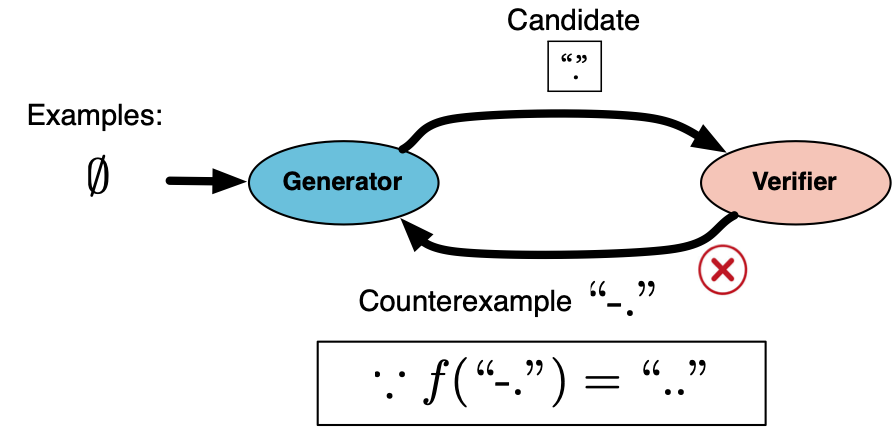 Candidate
“.”
Examples:
∅
Generator
Verifier
Counterexample “-.”
∵ f(“-.”) = “..”